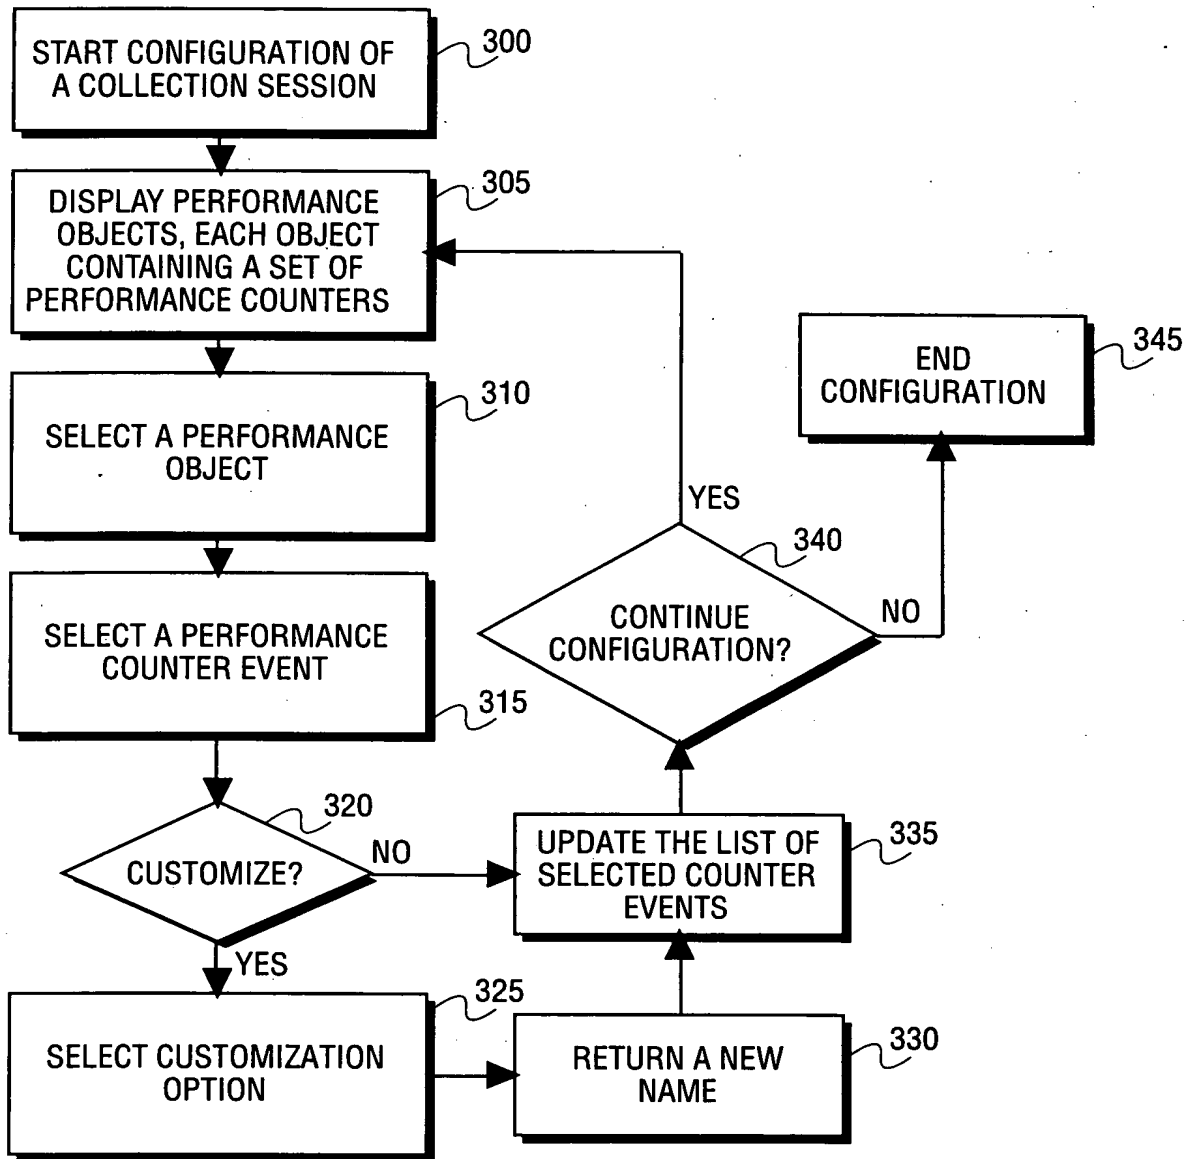 START CONFIGURATION OF
A COLLECTION SESSION
300
DISPLAY PERFORMANCE
OBJECTS, EACH OBJECT
CONTAINING A SET OF
PERFORMANCE COUNTERS
305
SELECT A PERFORMANCE
OBJECT
310
SELECT A PERFORMANCE
COUNTER EVENT
315
CUSTOMIZE?
320
NO
YES
SELECT CUSTOMIZATION
OPTION
325
RETURN A NEW
NAME
330
UPDATE THE LIST OF
SELECTED COUNTER
EVENTS
335
CONTINUE
CONFIGURATION?
340
YES
NO
END
CONFIGURATION
345